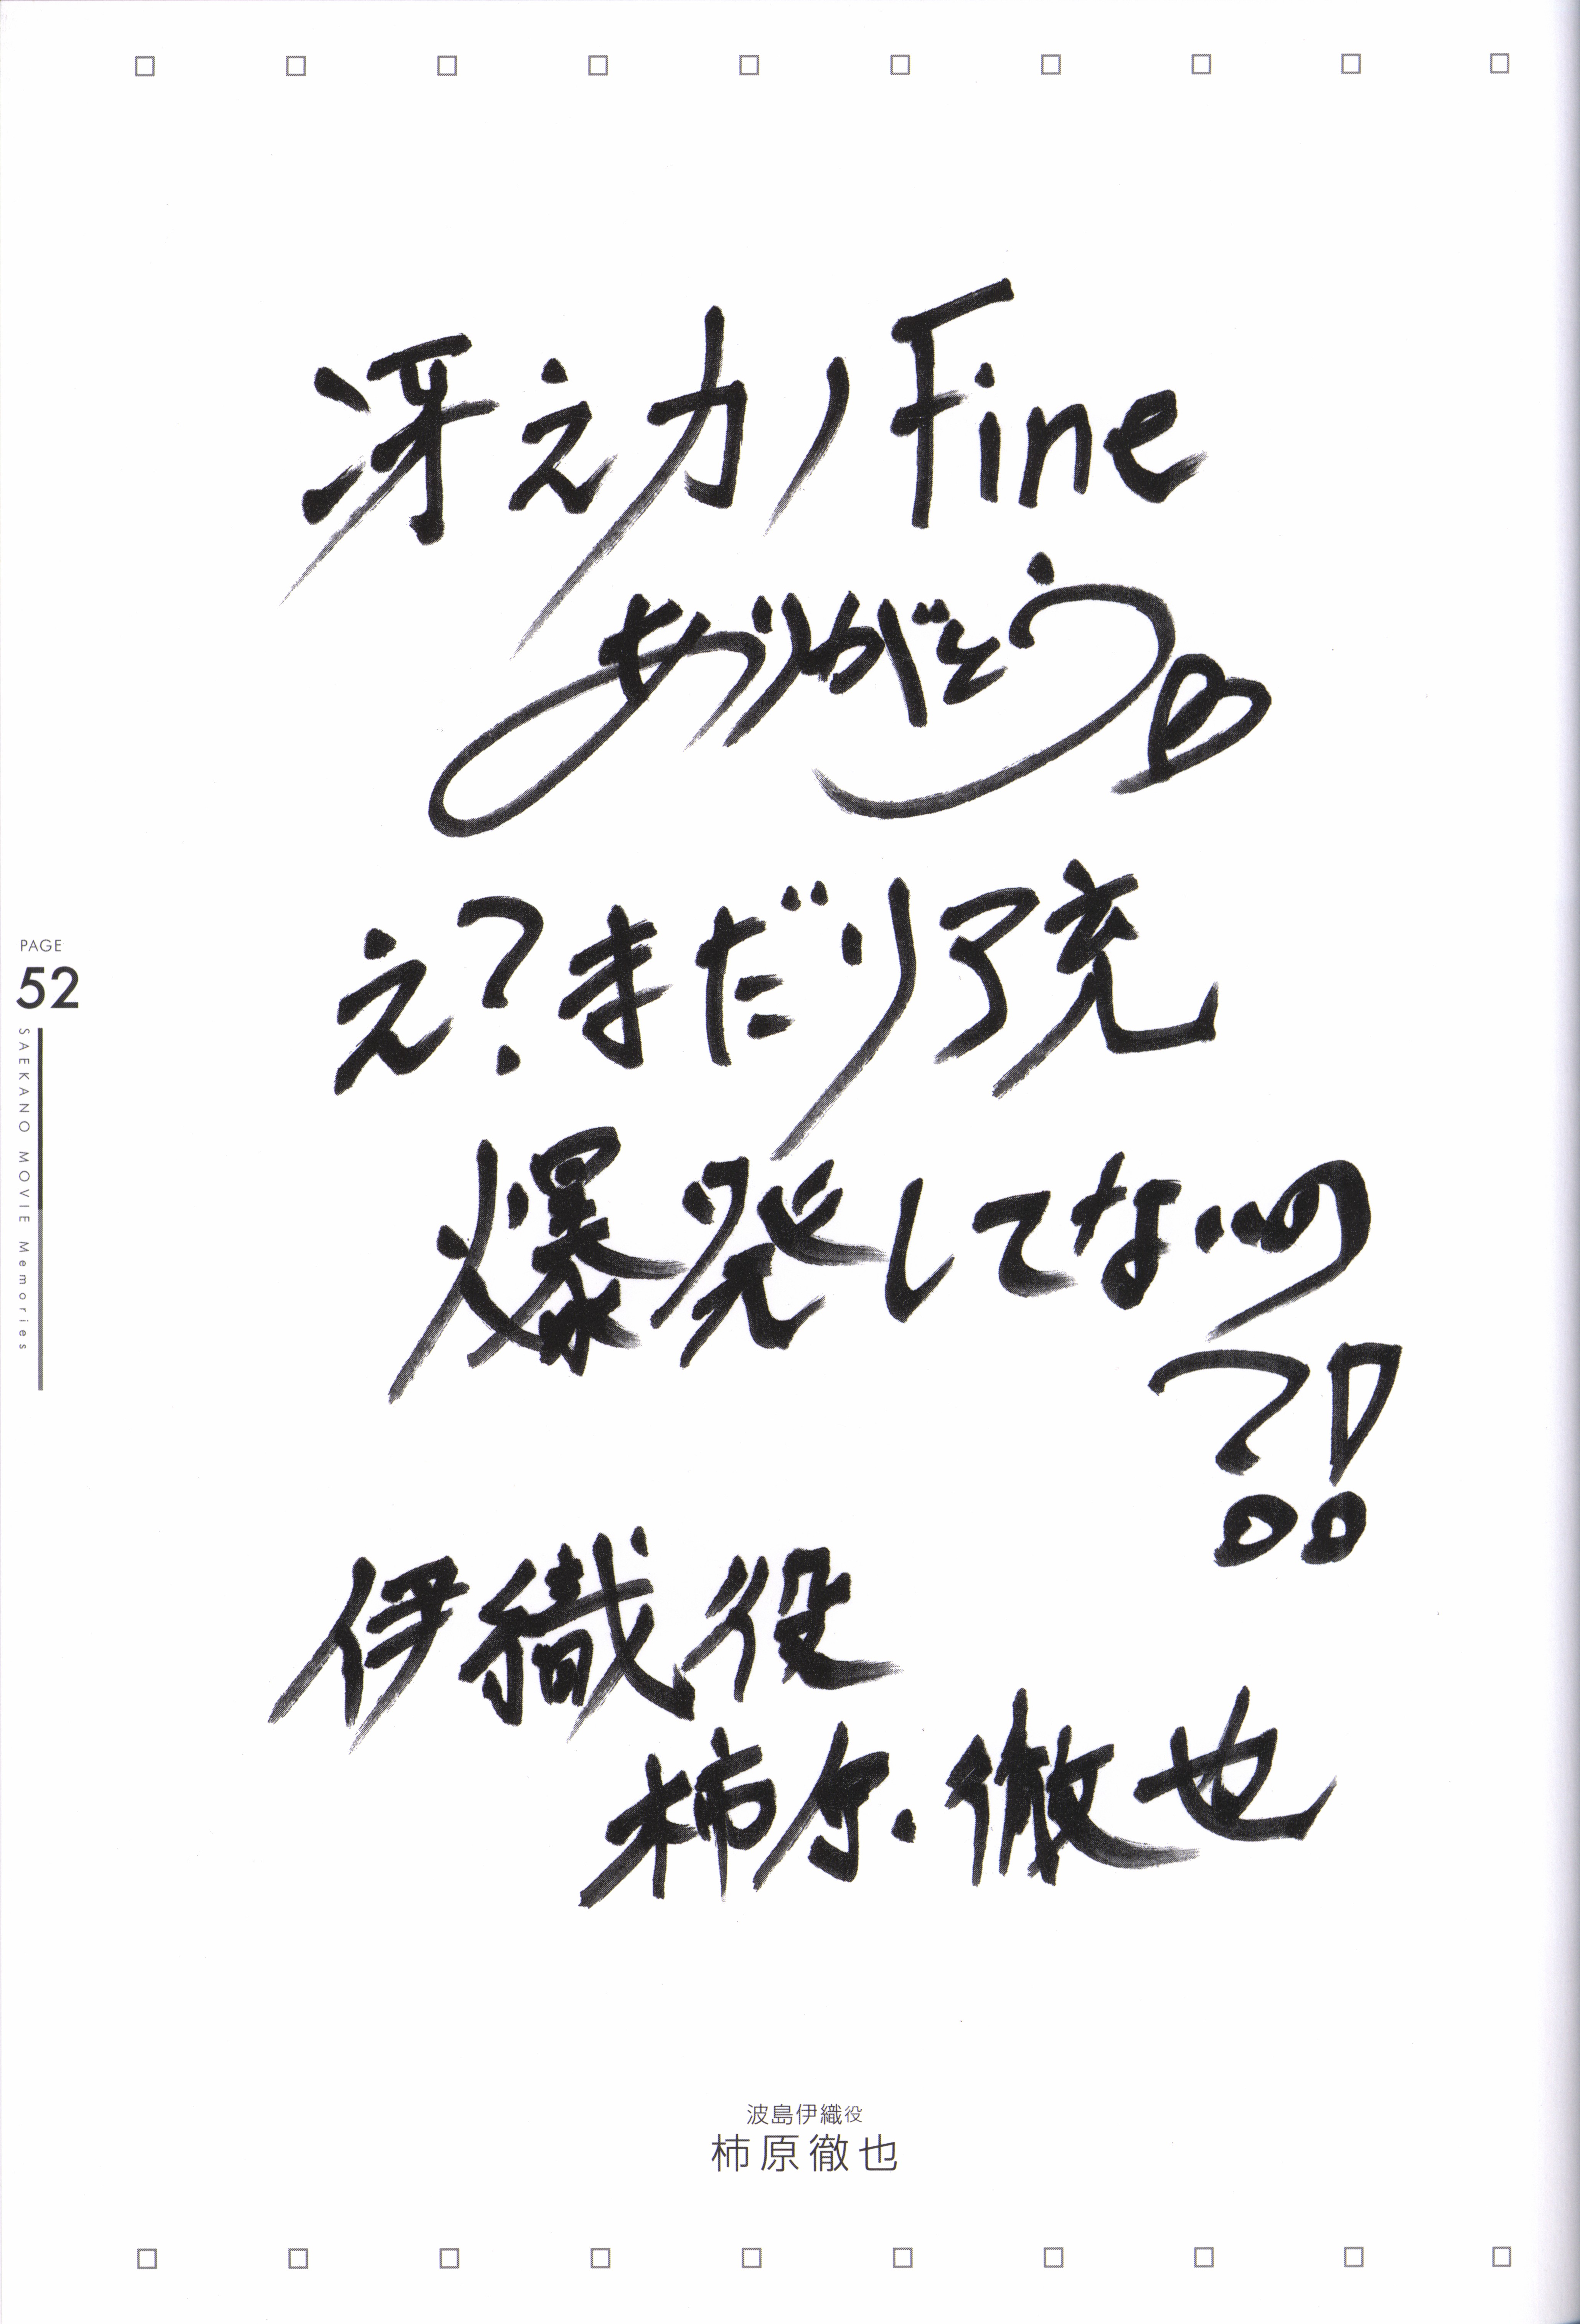 冴えカノFine
ありがとう!!
え?まだリア充
爆発してないの
?!
伊織役
柿原徹也
PAGE
52
SAEKANO MOVIE Memories
波島伊織役
柿原徹也